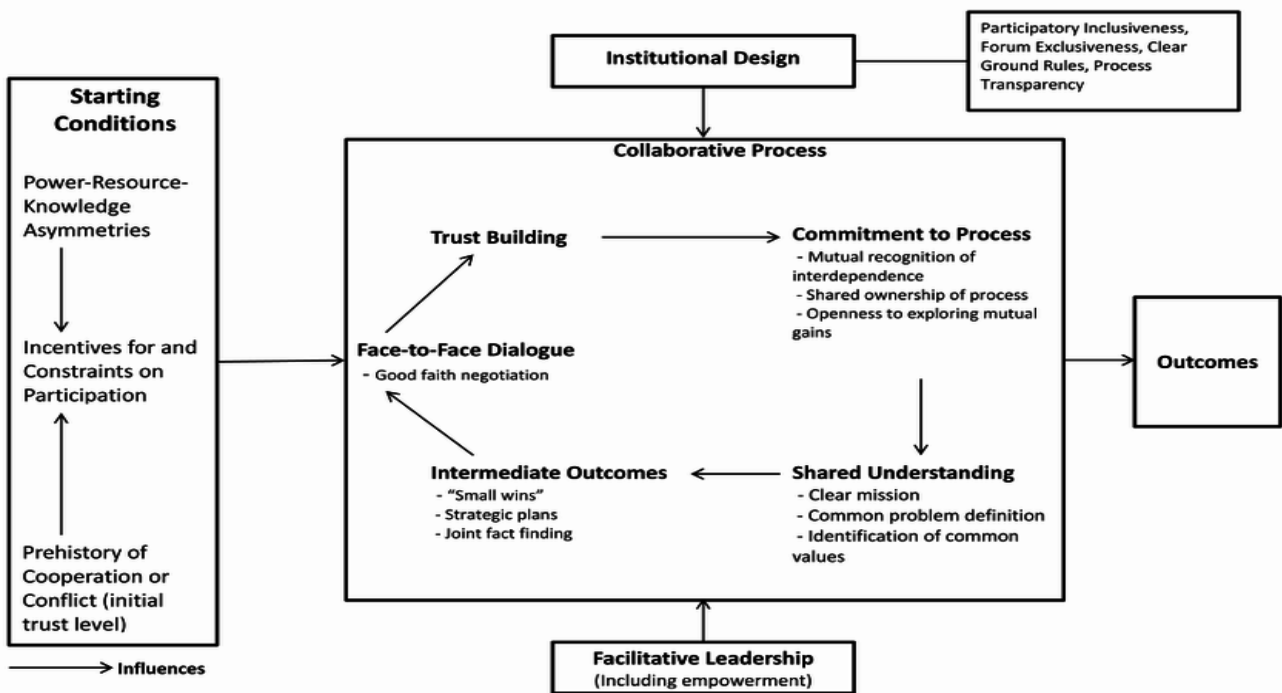 Participatory Inclusiveness,
Forum Exclusiveness, Clear
Ground Rules, Process
Transparency
Institutional Design
Starting
Conditions
Power-Resource-
Knowledge
Asymmetries
Incentives for and
Constraints on
Participation
Prehistory of
Cooperation or
Conflict (initial
trust level)
Influences
Collaborative Process
Trust Building
Commitment to Process
- Mutual recognition of
interdependence
- Shared ownership of process
- Openness to exploring mutual
gains
Face-to-Face Dialogue
- Good faith negotiation
Intermediate Outcomes
- “Small wins”
- Strategic plans
- Joint fact finding
Shared Understanding
- Clear mission
- Common problem definition
- Identification of common
values
Outcomes
Facilitative Leadership
(Including empowerment)